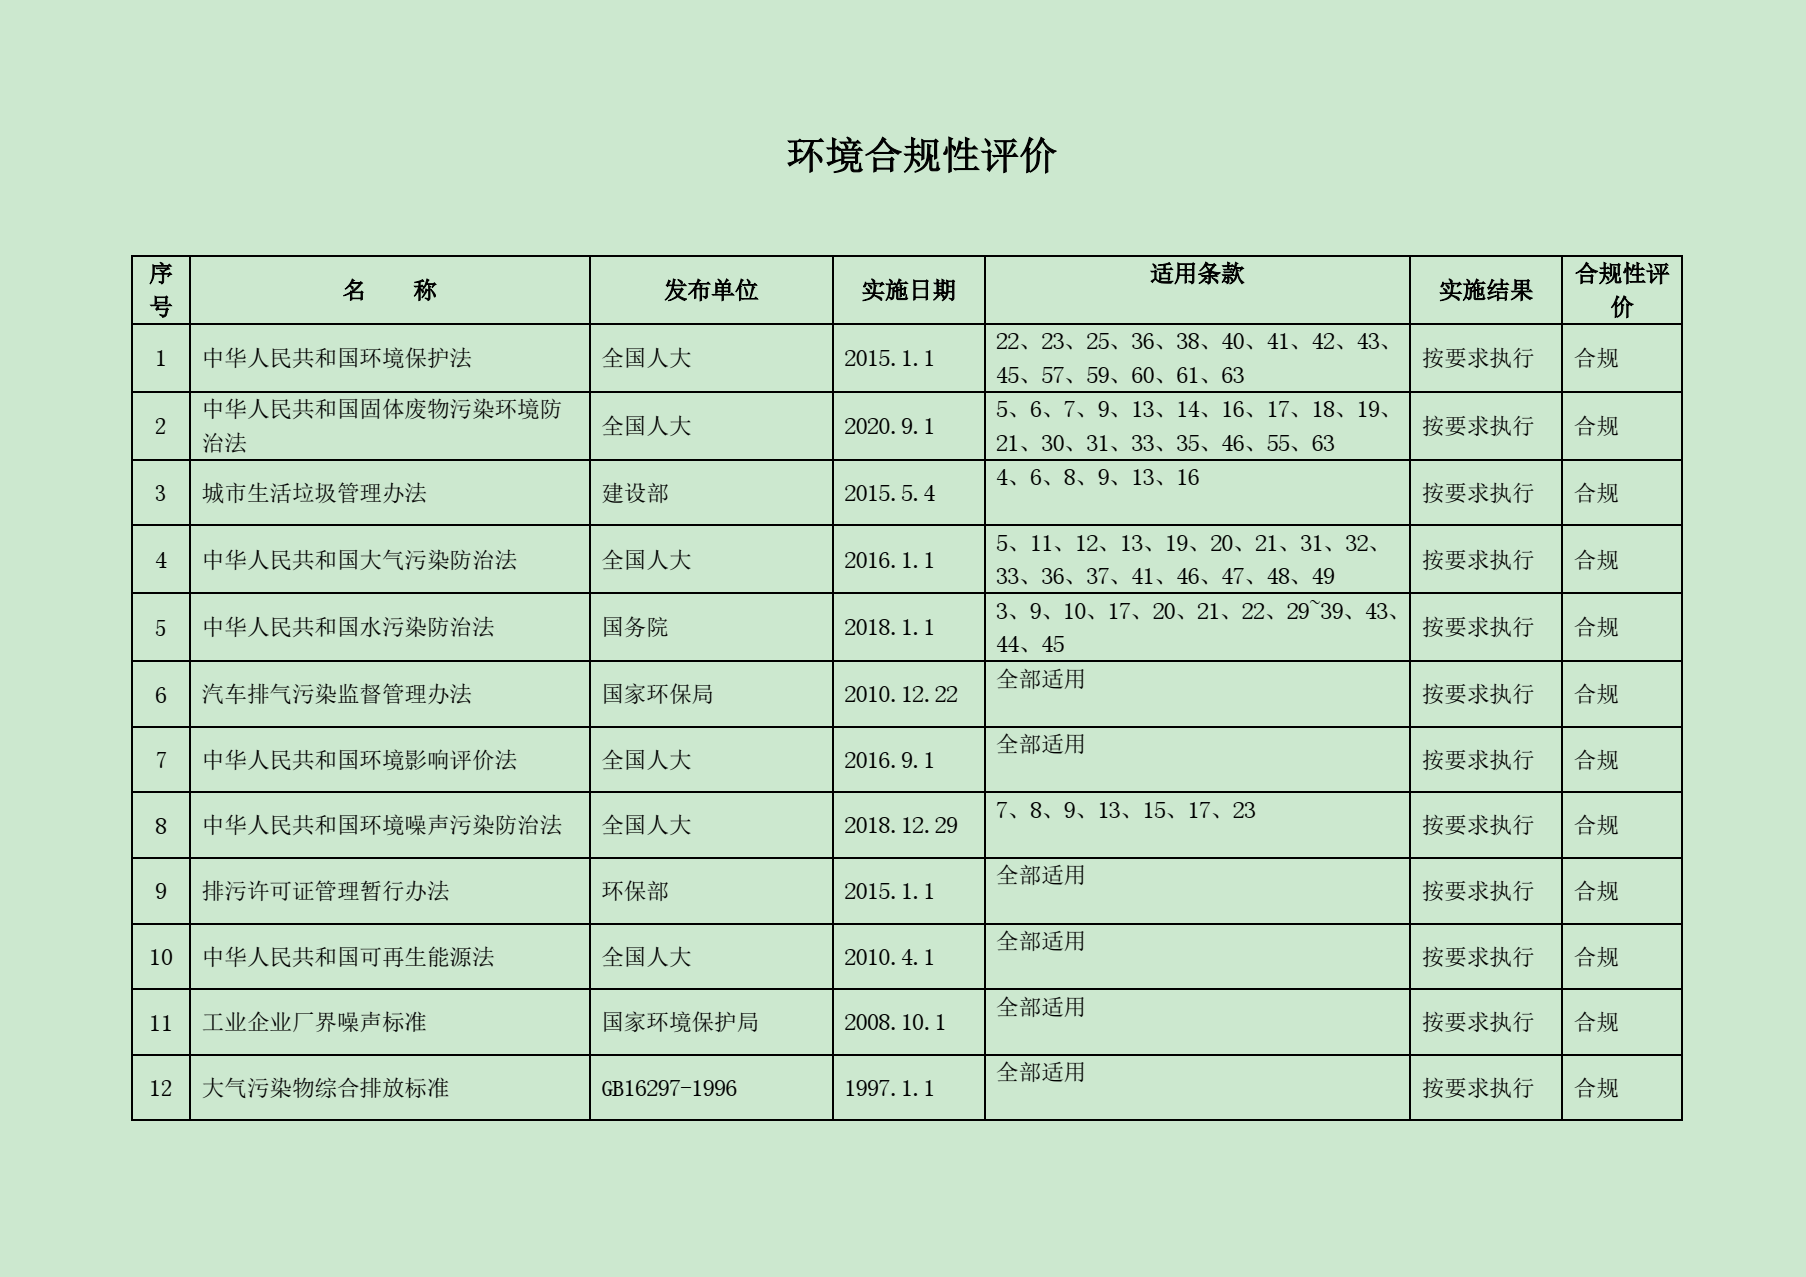 环境合规性评价
序号 名　　称 发布单位 实施日期 适用条款 实施结果 合规性评价
1 中华人民共和国环境保护法 全国人大 2015.1.1 22、23、25、36、38、40、41、42、43、45、57、59、60、61、63 按要求执行 合规
2 中华人民共和国固体废物污染环境防治法 全国人大 2020.9.1 5、6、7、9、13、14、16、17、18、19、21、30、31、33、35、46、55、63 按要求执行 合规
3 城市生活垃圾管理办法 建设部 2015.5.4 4、6、8、9、13、16 按要求执行 合规
4 中华人民共和国大气污染防治法 全国人大 2016.1.1 5、11、12、13、19、20、21、31、32、33、36、37、41、46、47、48、49 按要求执行 合规
5 中华人民共和国水污染防治法 国务院 2018.1.1 3、9、10、17、20、21、22、29~39、43、44、45 按要求执行 合规
6 汽车排气污染监督管理办法 国家环保局 2010.12.22 全部适用 按要求执行 合规
7 中华人民共和国环境影响评价法 全国人大 2016.9.1 全部适用 按要求执行 合规
8 中华人民共和国环境噪声污染防治法 全国人大 2018.12.29 7、8、9、13、15、17、23 按要求执行 合规
9 排污许可证管理暂行办法 环保部 2015.1.1 全部适用 按要求执行 合规
10 中华人民共和国可再生能源法 全国人大 2010.4.1 全部适用 按要求执行 合规
11 工业企业厂界噪声标准 国家环境保护局 2008.10.1 全部适用 按要求执行 合规
12 大气污染物综合排放标准 GB16297-1996 1997.1.1 全部适用 按要求执行 合规